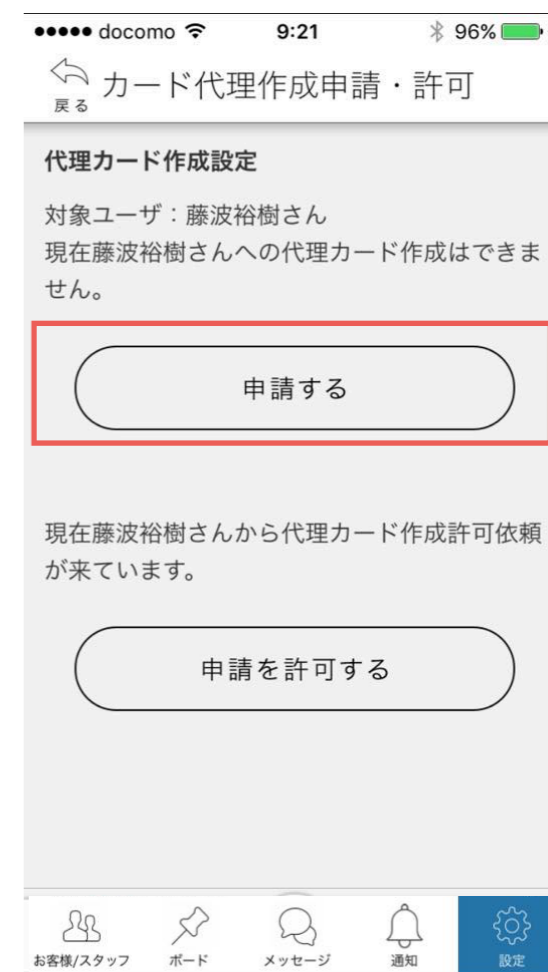 docomo 9:21 96%
戻る カード代理作成申請・許可
代理カード作成設定
対象ユーザ：藤波裕樹さん
現在藤波裕樹さんへの代理カード作成はできま
せん。
申請する
現在藤波裕樹さんから代理カード作成許可依頼
が来ています。
申請を許可する
お客様/スタッフ ボード メッセージ 通知 設定